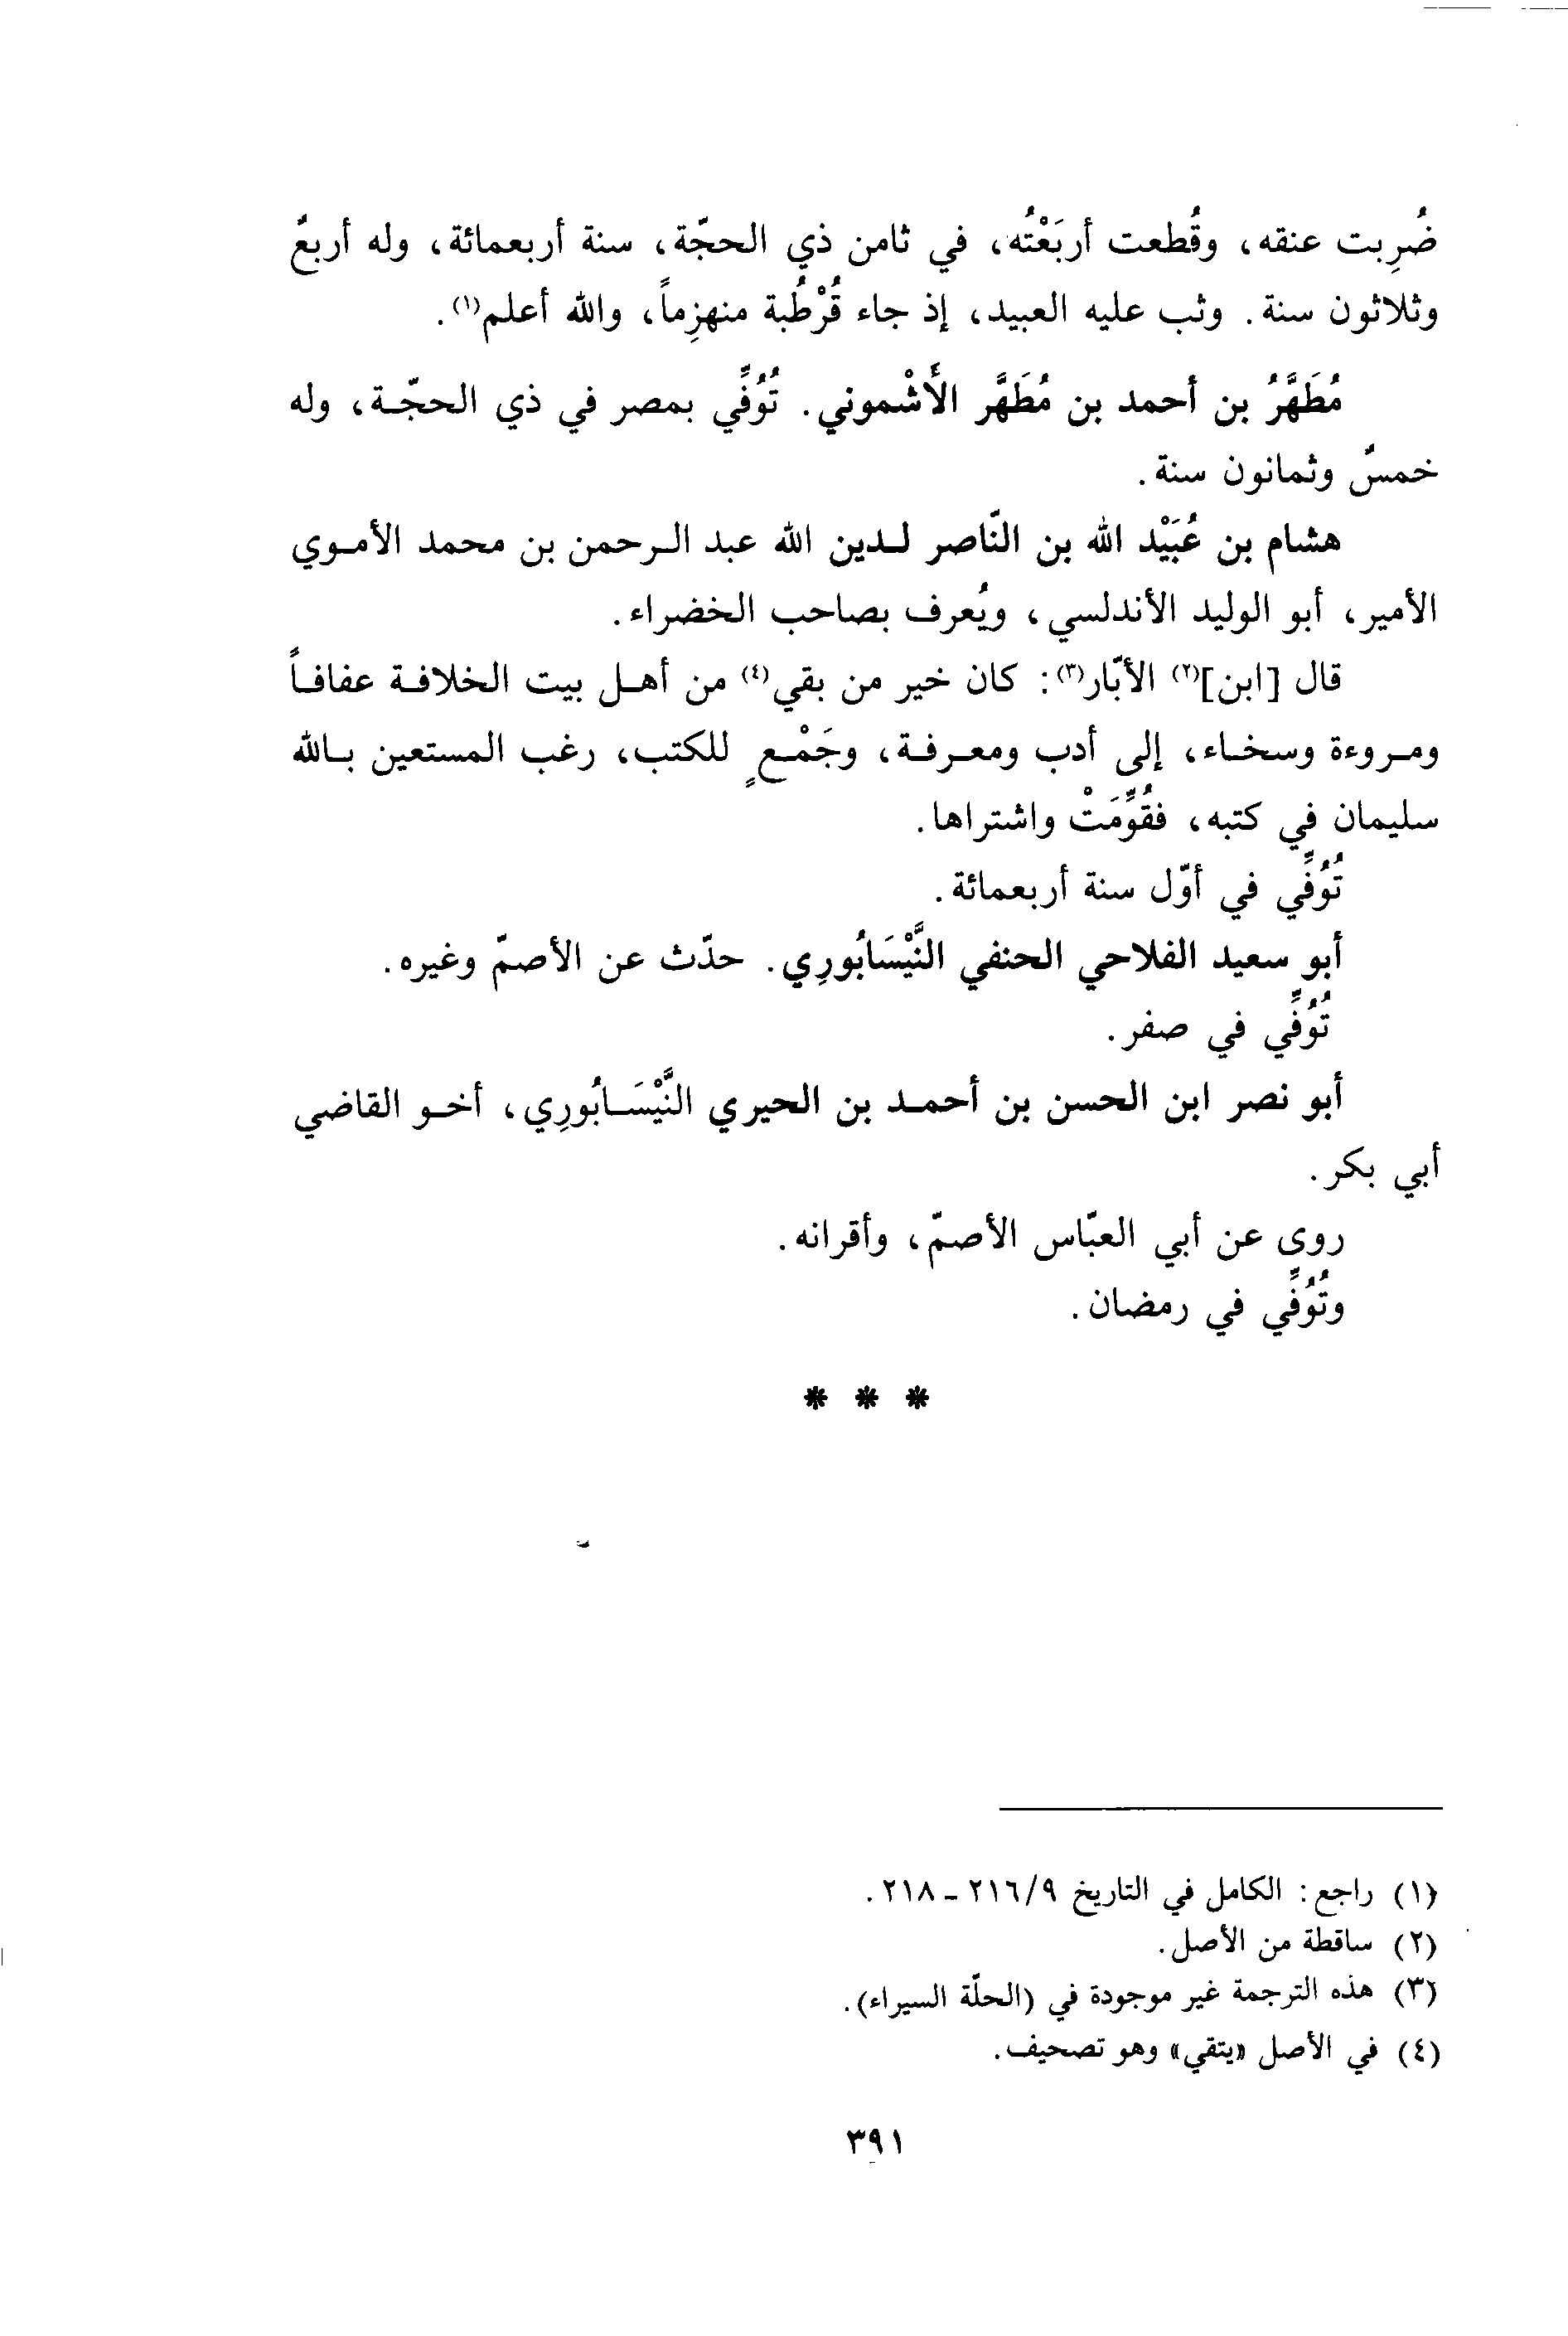 ضُرِبت عنقه، وقُطعت أربَعْتُه، في ثامن ذي الحجّة، سنة أربعمائة، وله أربعٌ
وثلاثون سنة. وثب عليه العبيد، إذ جاء قُرْطُبة منهزِماً، والله أعلم(١).
مُطَهَّرُ بن أحمد بن مُطَهَّر الأَشْموني. تُوُفِّي بمصر في ذي الحجّة، وله
خمسٌ وثمانون سنة.
هشام بن عُبَيْد الله بن النّاصر لدين الله عبد الرحمن بن محمد الأموي
الأمير، أبو الوليد الأندلسي، ويُعرف بصاحب الخضراء.
قال [ابن](٢) الأبّار(٣): كان خير من بقي(٤) من أهل بيت الخلافة عفافاً
ومروءة وسخاء، إلى أدب ومعرفة، وجَمْعٍ للكتب، رغب المستعين بالله
سليمان في كتبه، فقُوِّمَتْ واشتراها.
تُوُفِّي في أوّل سنة أربعمائة.
أبو سعيد الفلاحي الحنفي النَّيْسَابُورِي. حدّث عن الأصمّ وغيره.
تُوُفِّي في صفر.
أبو نصر ابن الحسن بن أحمد بن الحيري النَّيْسَابُورِي، أخو القاضي
أبي بكر.
روى عن أبي العبّاس الأصمّ، وأقرانه.
وتُوُفِّي في رمضان.
* * *
(١) راجع: الكامل في التاريخ ٢١٦/٩ - ٢١٨.
(٢) ساقطة من الأصل.
(٣) هذه الترجمة غير موجودة في (الحلّة السيراء).
(٤) في الأصل «يتقي» وهو تصحيف.
٣٩١